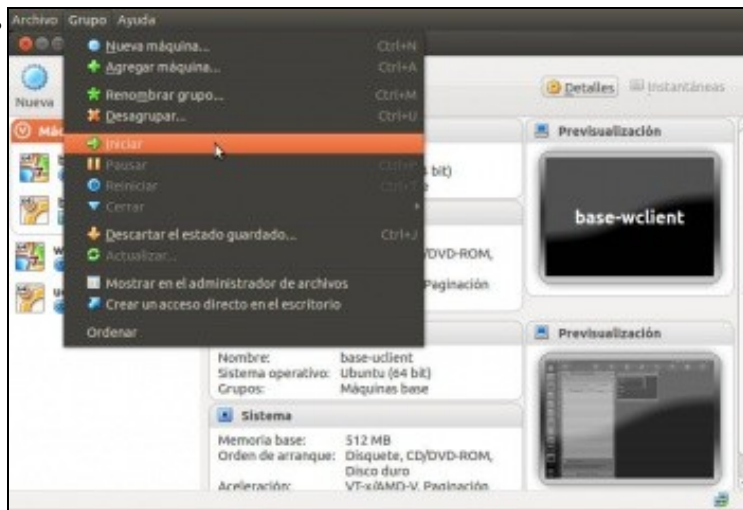 Archivo Grupo Ayuda
Nueva máquina... Ctrl+N
Agregar máquina... Ctrl+A
Renombrar grupo... Ctrl+M
Desagrupar... Ctrl+U
Iniciar
Pausar
Reiniciar
Cerrar
Descartar el estado guardado... Ctrl+J
Actualizar...
Mostrar en el administrador de archivos
Crear un acceso directo en el escritorio
Ordenar
Nueva
Detalles Instantáneas
Previsualización
bit)
base-wclient
/DVD-ROM,
Paginación
Previsualización
Nombre: base-uclient
Sistema operativo: Ubuntu (64 bit)
Grupos: Máquinas base
Sistema
Memoria base: 512 MB
Orden de arranque: Disquete, CD/DVD-ROM,
Disco duro
Aceleración: VT-x/AMD-V, Paginación